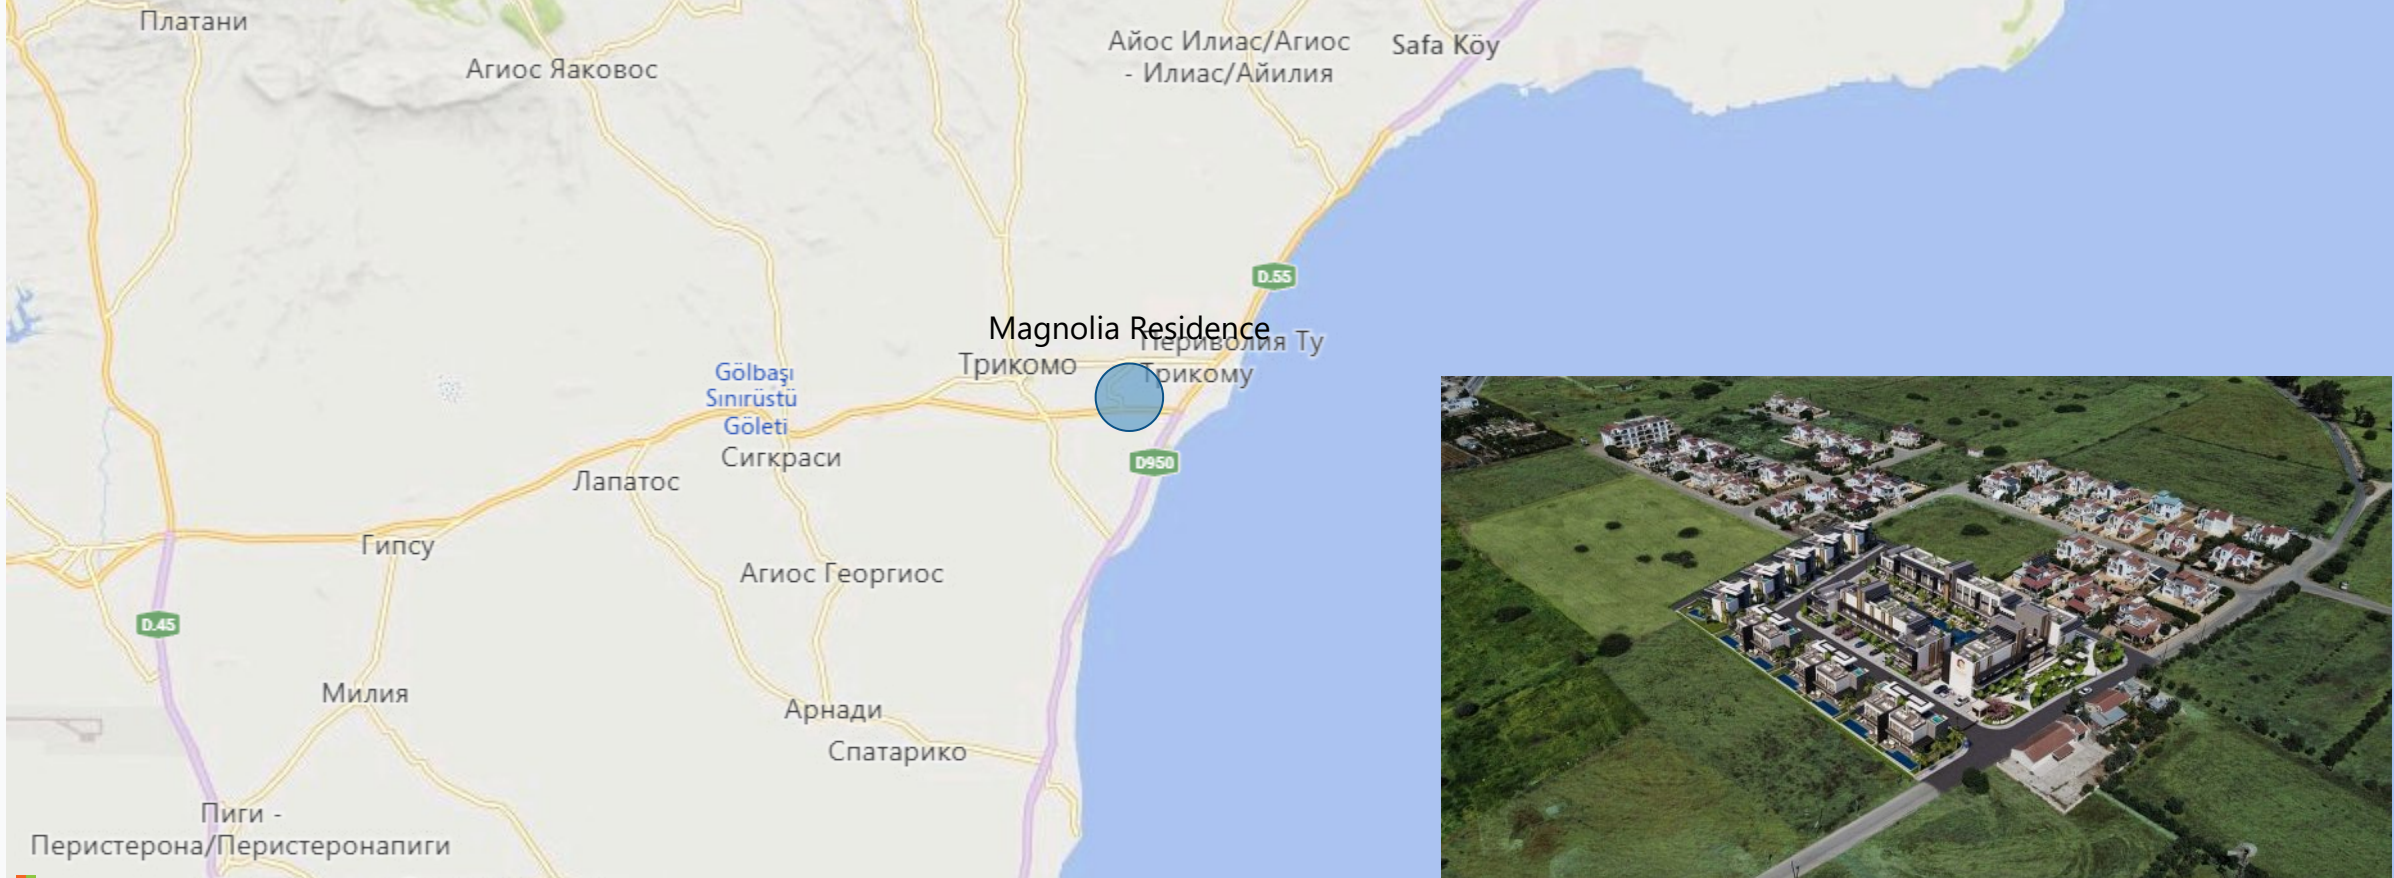 Платани
Агиос Яаковос
Айос Илиас/Агиос
- Илиас/Айилия
Safa Köy
D.55
Magnolia Residence
Периволия Ту
Трикому
Трикомо
Gölbaşı
Sınırüstü
Göleti
Сигкраси
D950
Лапатос
Гипсу
Агиос Георгиос
D.45
Милия
Арнади
Спатарико
Пиги -
Перистерона/Перистеронапиги